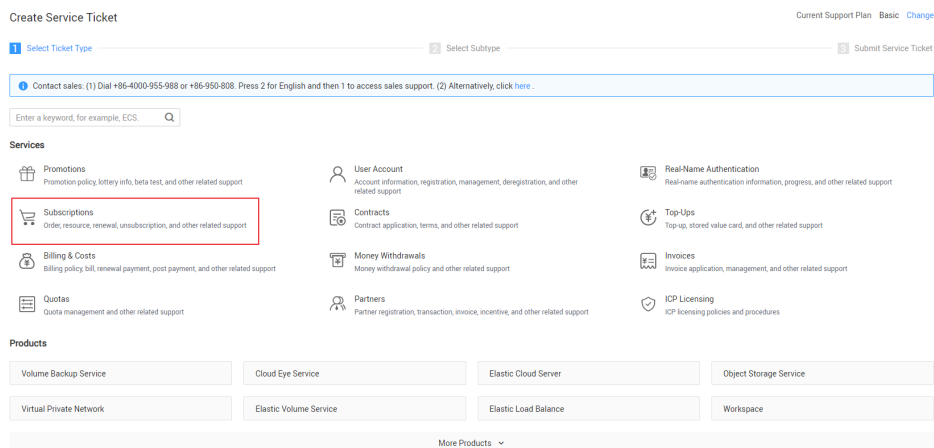 Create Service Ticket
Current Support Plan Basic Change
1 Select Ticket Type
2 Select Subtype
3 Submit Service Ticket
Contact sales: (1) Dial +86-4000-955-988 or +86-950-808. Press 2 for English and then 1 to access sales support. (2) Alternatively, click here .
Enter a keyword, for example, ECS.
Services
Promotions
Promotion policy, lottery info, beta test, and other related support
User Account
Account information, registration, management, deregistration, and other
related support
Real-Name Authentication
Real-name authentication information, progress, and other related support
Subscriptions
Order, resource, renewal, unsubscription, and other related support
Contracts
Contract application, terms, and other related support
Top-Ups
Top-up, stored value card, and other related support
Billing & Costs
Billing policy, bill, renewal payment, post payment, and other related support
Money Withdrawals
Money withdrawal policy and other related support
Invoices
Invoice application, management, and other related support
Quotas
Quota management and other related support
Partners
Partner registration, transaction, invoice, incentive, and other related support
ICP Licensing
ICP licensing policies and procedures
Products
Volume Backup Service
Cloud Eye Service
Elastic Cloud Server
Object Storage Service
Virtual Private Network
Elastic Volume Service
Elastic Load Balance
Workspace
More Products